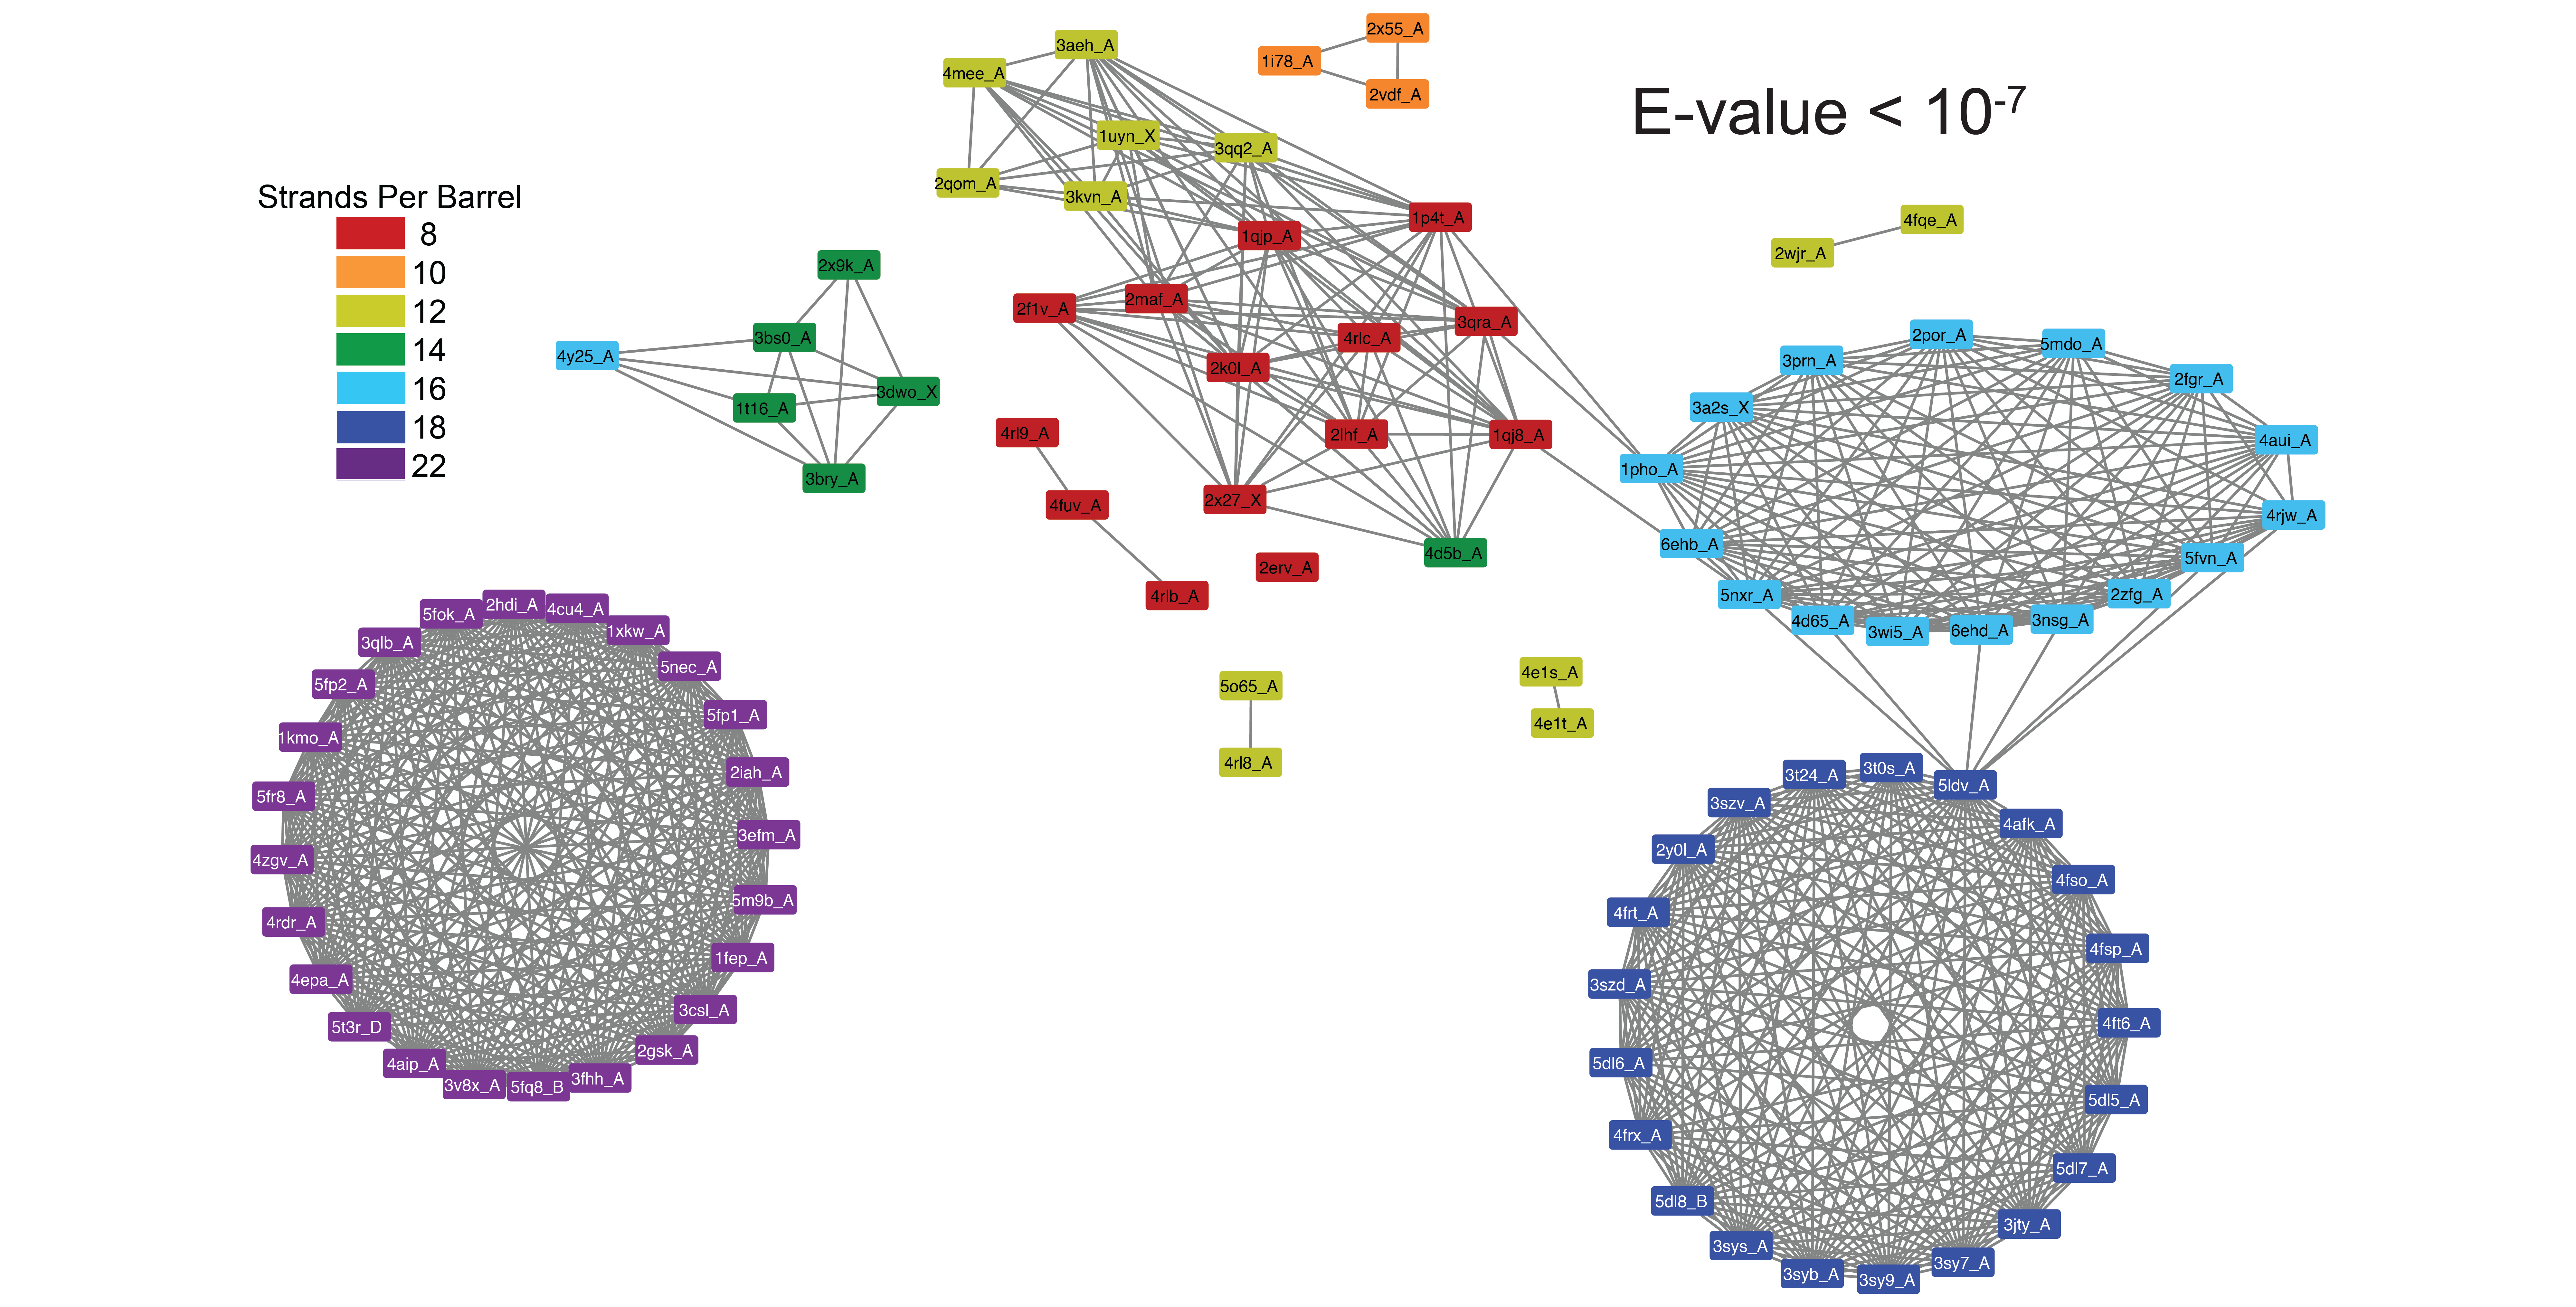 E-value < 10-7
Strands Per Barrel
8
10
12
14
16
18
22
2x55_A
1i78_A
2vdf_A
3aeh_A
4mee_A
1uyn_X
3qq2_A
2qom_A
3kvn_A
1p4t_A
1qjp_A
2maf_A
2f1v_A
3qra_A
4rlc_A
2k0l_A
2lhf_A
1qj8_A
2x27_X
4d5b_A
2erv_A
4rl9_A
4fuv_A
4rlb_A
2x9k_A
3bs0_A
4y25_A
3dwo_X
1t16_A
3bry_A
4fqe_A
2wjr_A
2por_A
5mdo_A
3prn_A
2fgr_A
3a2s_X
4aui_A
1pho_A
4rjw_A
6ehb_A
5fvn_A
5nxr_A
2zfg_A
4d65_A
3wi5_A
6ehd_A
3nsg_A
5o65_A
4rl8_A
4e1s_A
4e1t_A
2hdi_A
4cu4_A
5fok_A
1xkw_A
3qlb_A
5nec_A
5fp2_A
5fp1_A
1kmo_A
2iah_A
5fr8_A
3efm_A
4zgv_A
5m9b_A
4rdr_A
1fep_A
4epa_A
3csl_A
5t3r_D
2gsk_A
4aip_A
3v8x_A
5fq8_B
3fhh_A
3t24_A
3t0s_A
5ldv_A
3szv_A
4afk_A
2y0l_A
4fso_A
4frt_A
4fsp_A
3szd_A
4ft6_A
5dl6_A
5dl5_A
4frx_A
5dl7_A
5dl8_B
3jty_A
3sys_A
3syb_A
3sy9_A
3sy7_A